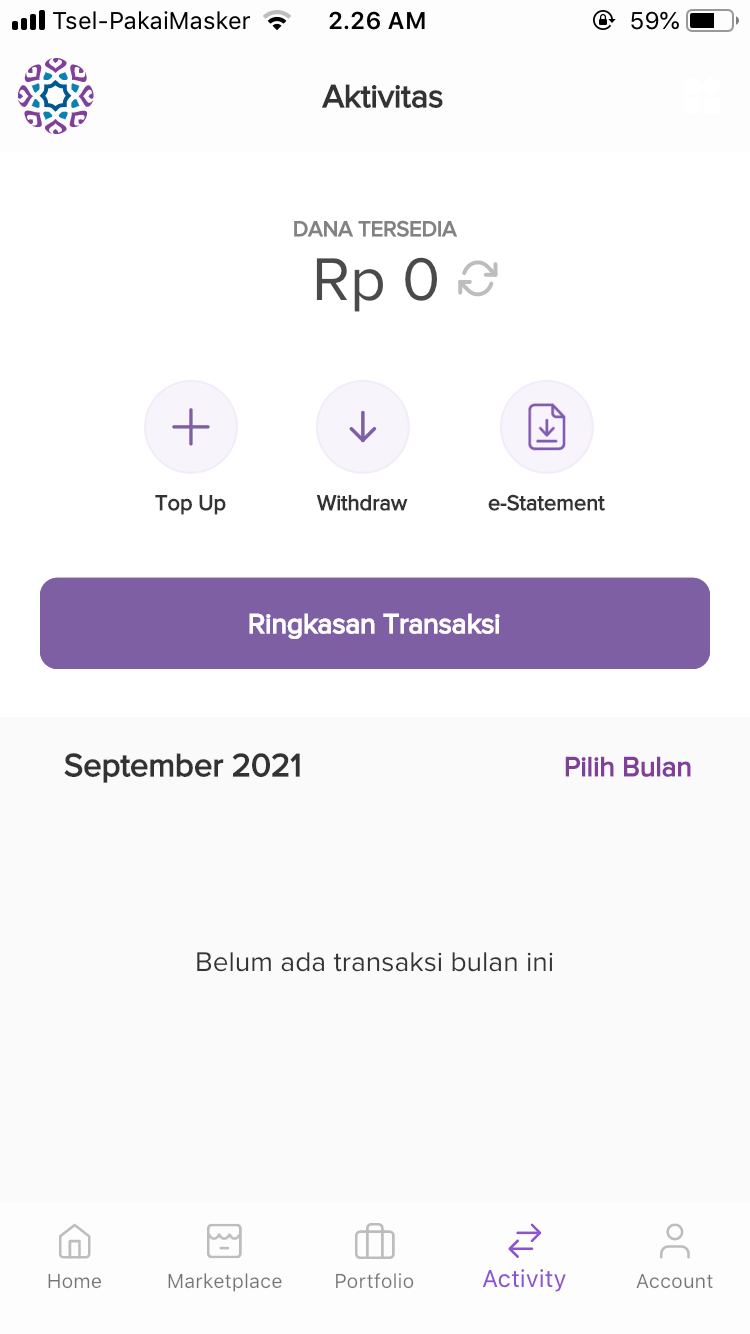 Tsel-PakaiMasker 2.26 AM 59%
Aktivitas
DANA TERSEDIA
Rp 0
Top Up Withdraw e-Statement
Ringkasan Transaksi
September 2021 Pilih Bulan
Belum ada transaksi bulan ini
Home Marketplace Portfolio Activity Account